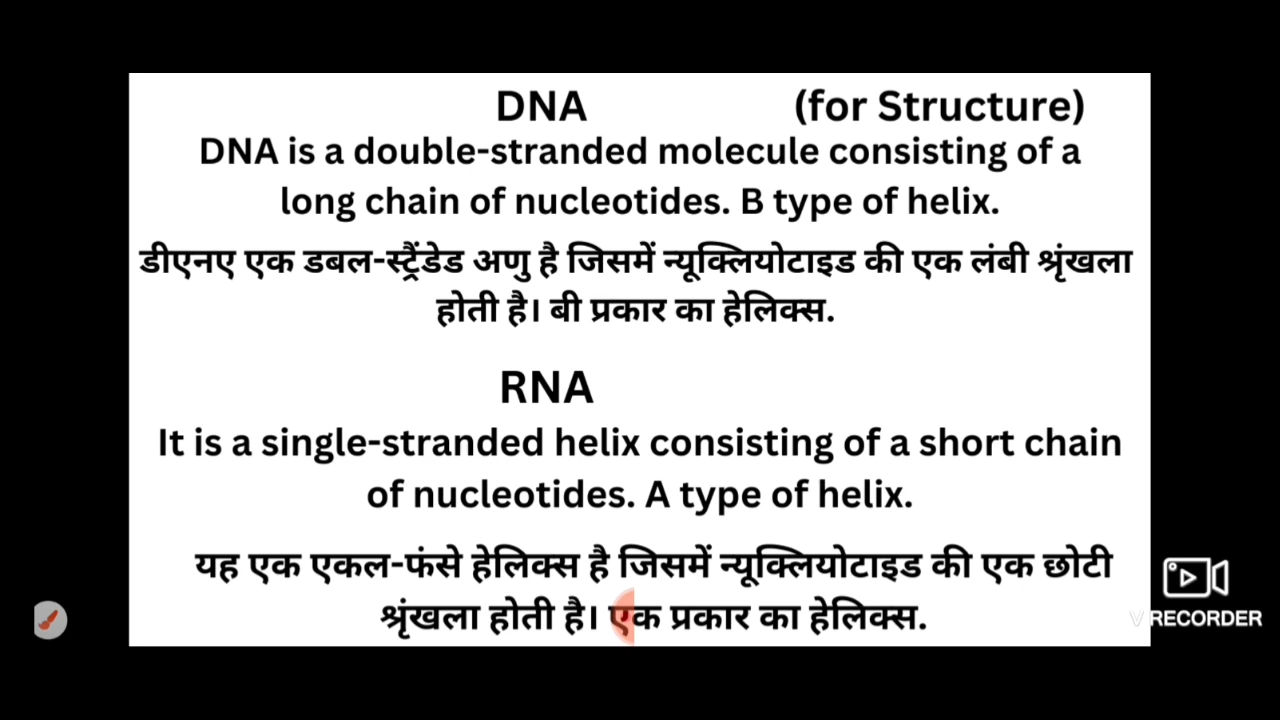 DNA (for Structure)
DNA is a double-stranded molecule consisting of a
long chain of nucleotides. B type of helix.
डीएनए एक डबल-स्ट्रैंडेड अणु है जिसमें न्यूक्लियोटाइड की एक लंबी श्रृंखला
होती है। बी प्रकार का हेलिक्स.
RNA
It is a single-stranded helix consisting of a short chain
of nucleotides. A type of helix.
यह एक एकल-फंसे हेलिक्स है जिसमें न्यूक्लियोटाइड की एक छोटी
श्रृंखला होती है। एक प्रकार का हेलिक्स.
V RECORDER